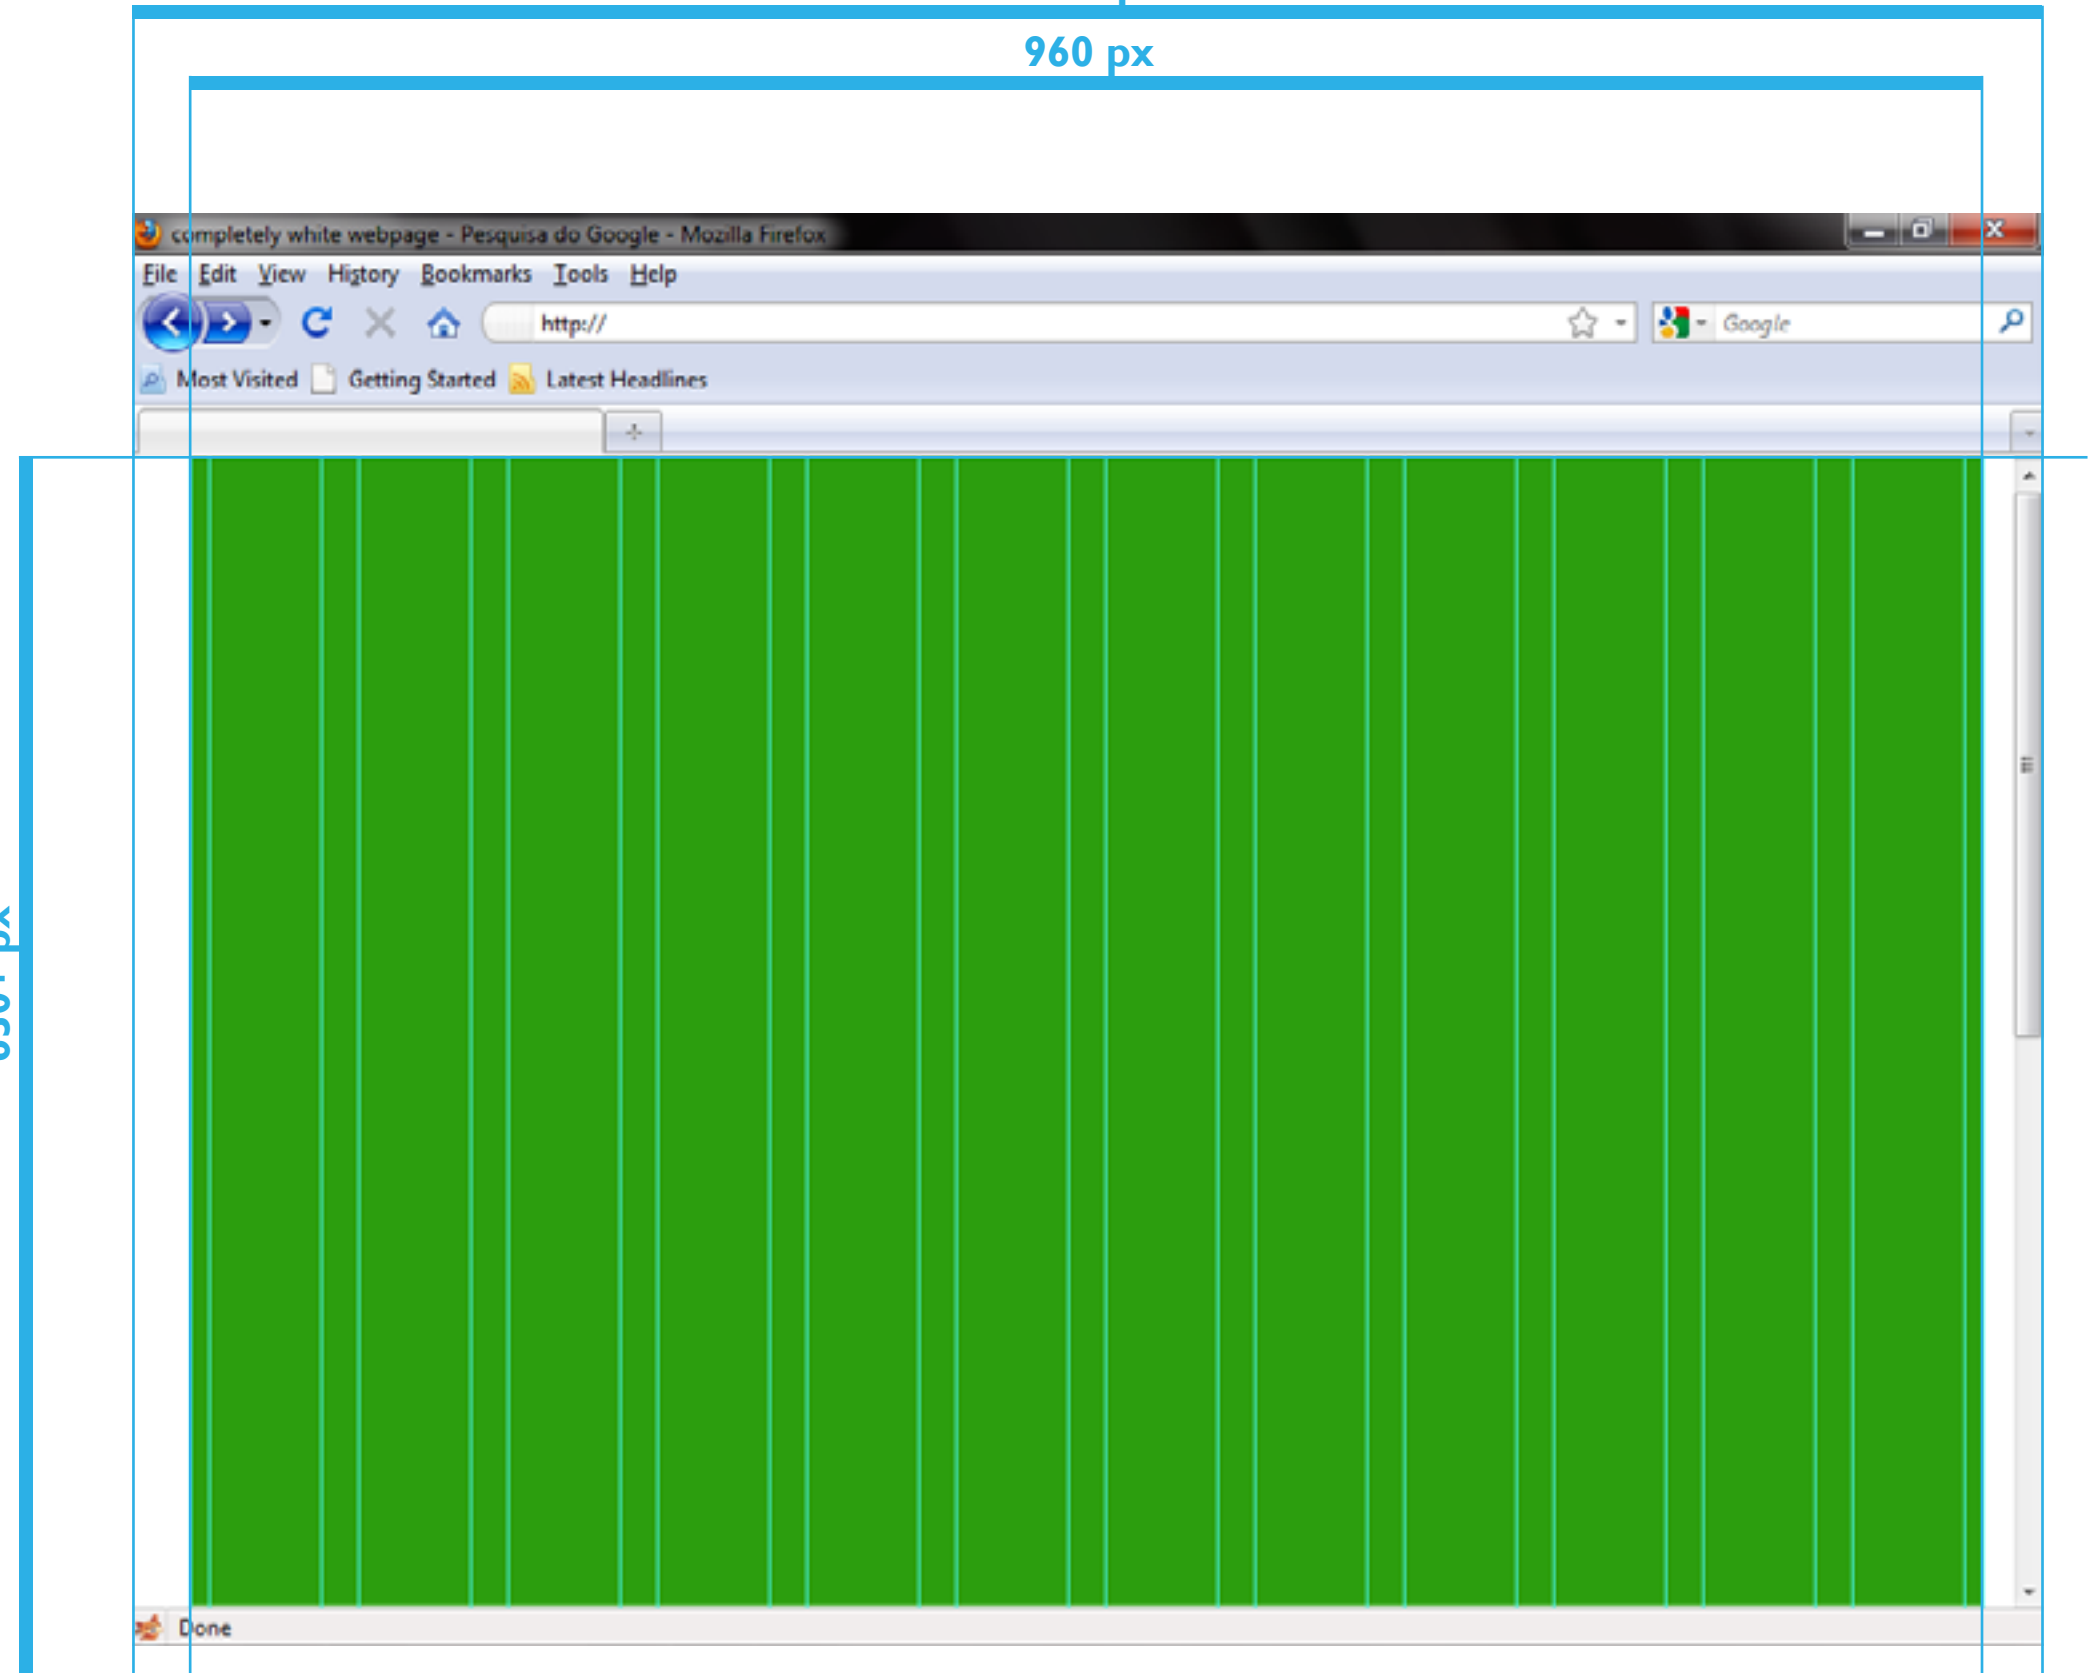 960 px
completely white webpage - Pesquisa do Google - Mozilla Firefox
File Edit View History Bookmarks Tools Help
http://
Google
Most Visited Getting Started Latest Headlines
px
Done